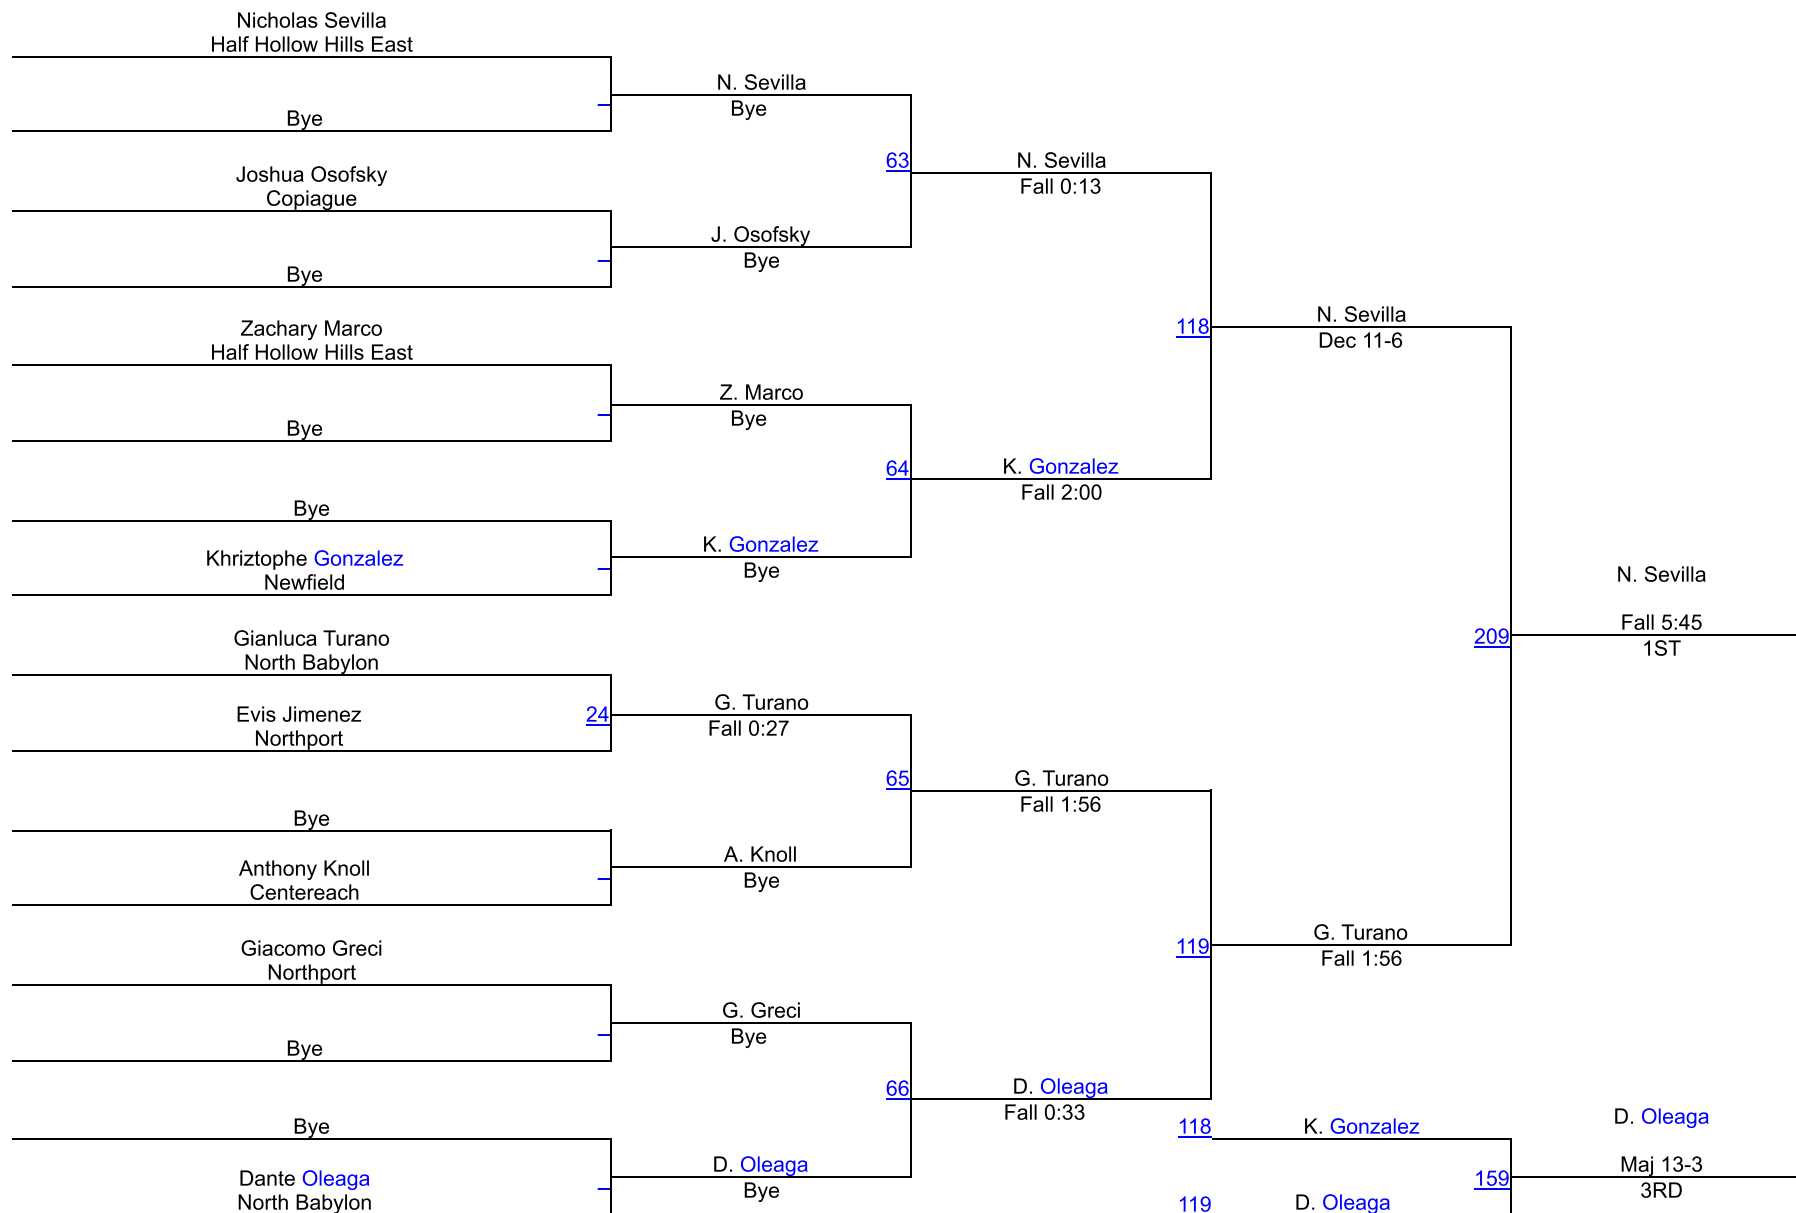 Nicholas Sevilla
Half Hollow Hills East
Bye
Joshua Osofsky
Copiague
Bye
Zachary Marco
Half Hollow Hills East
Bye
Bye
Khriztophe Gonzalez
Newfield
Gianluca Turano
North Babylon
Evis Jimenez
Northport
Bye
Anthony Knoll
Centereach
Giacomo Greci
Northport
Bye
Bye
Dante Oleaga
North Babylon
24
N. Sevilla
Bye
J. Osofsky
Bye
Z. Marco
Bye
K. Gonzalez
Bye
G. Turano
Fall 0:27
A. Knoll
Bye
G. Greci
Bye
D. Oleaga
Bye
63
64
65
66
N. Sevilla
Fall 0:13
K. Gonzalez
Fall 2:00
G. Turano
Fall 1:56
D. Oleaga
Fall 0:33
118
119
118
119
N. Sevilla
Dec 11-6
G. Turano
Fall 1:56
K. Gonzalez
D. Oleaga
209
159
N. Sevilla
Fall 5:45
1ST
D. Oleaga
Maj 13-3
3RD